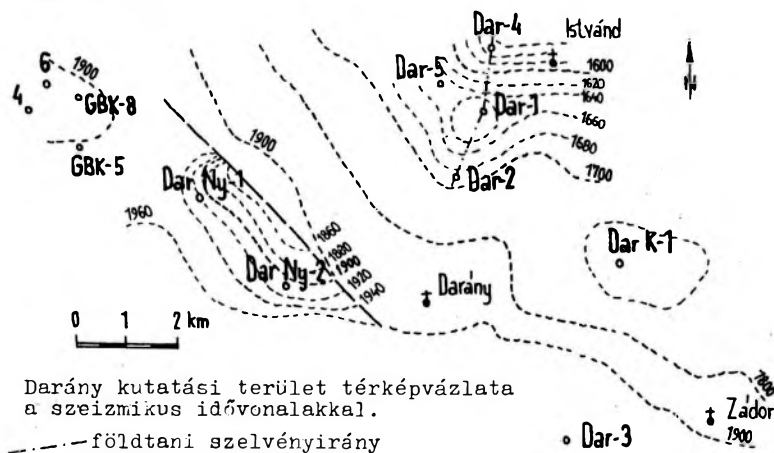 Dar-4
Istvánd
1900
6
Dar-5
1600
1620
1640
GBK-8
4
Dar-1
1660
1680
GBK-5
1900
Dar-2
1700
Dar Ny-1
1960
1860
1880
1900
1920
1940
Dar K-1
Dar Ny-2
Darány
0 1 2 km
Darány kutatási terület térképvázlata
a szeizmikus idővonalakkal.
földtani szelvényirány
Dar-3
Zádor
1800
1900